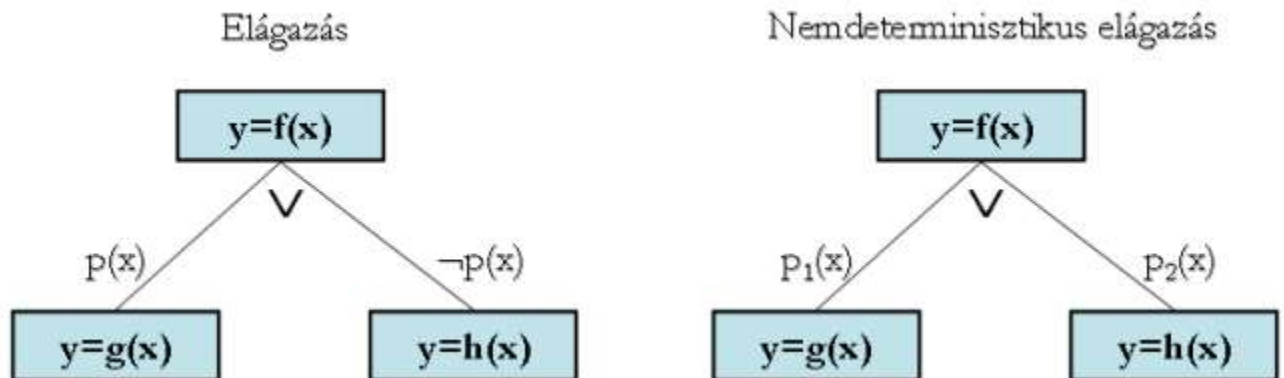 Elágazás
Nemdeterminisztikus elágazás
y=f(x)
y=f(x)
∨
∨
p(x)
¬p(x)
p₁(x)
p₂(x)
y=g(x)
y=h(x)
y=g(x)
y=h(x)